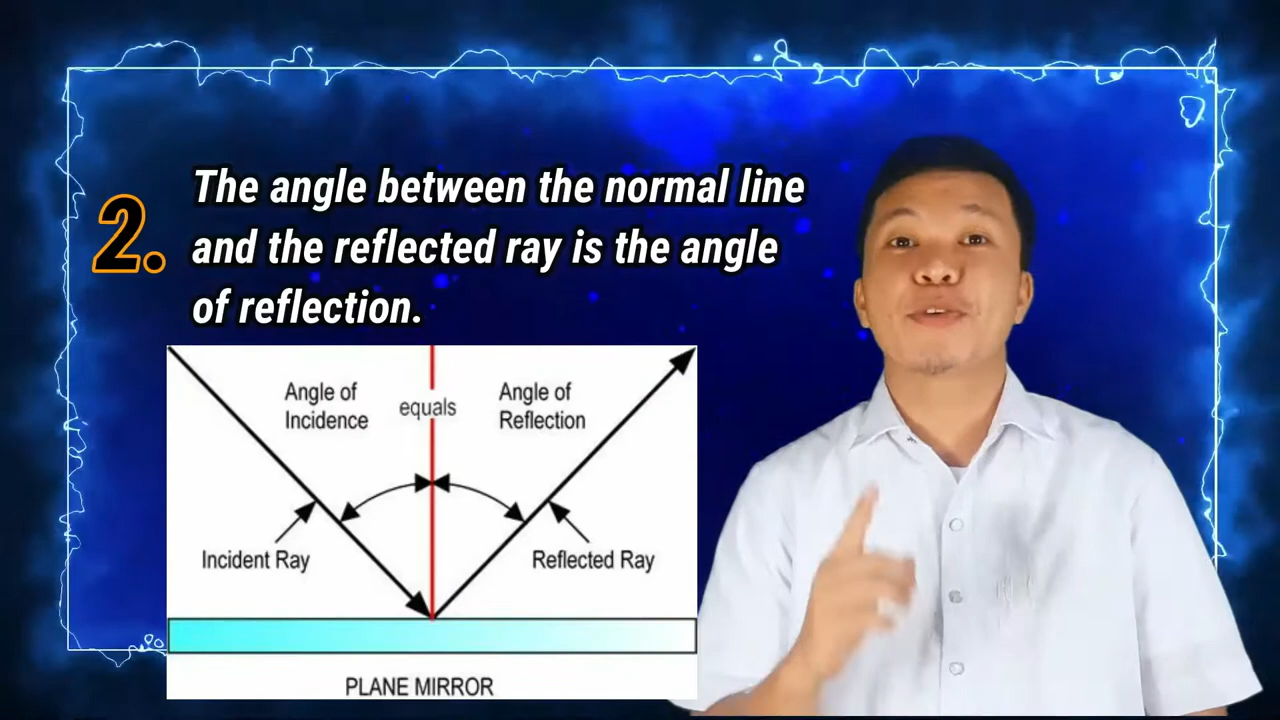 2.
The angle between the normal line
and the reflected ray is the angle
of reflection.
Angle of
Incidence
equals
Angle of
Reflection
Incident Ray
Reflected Ray
PLANE MIRROR